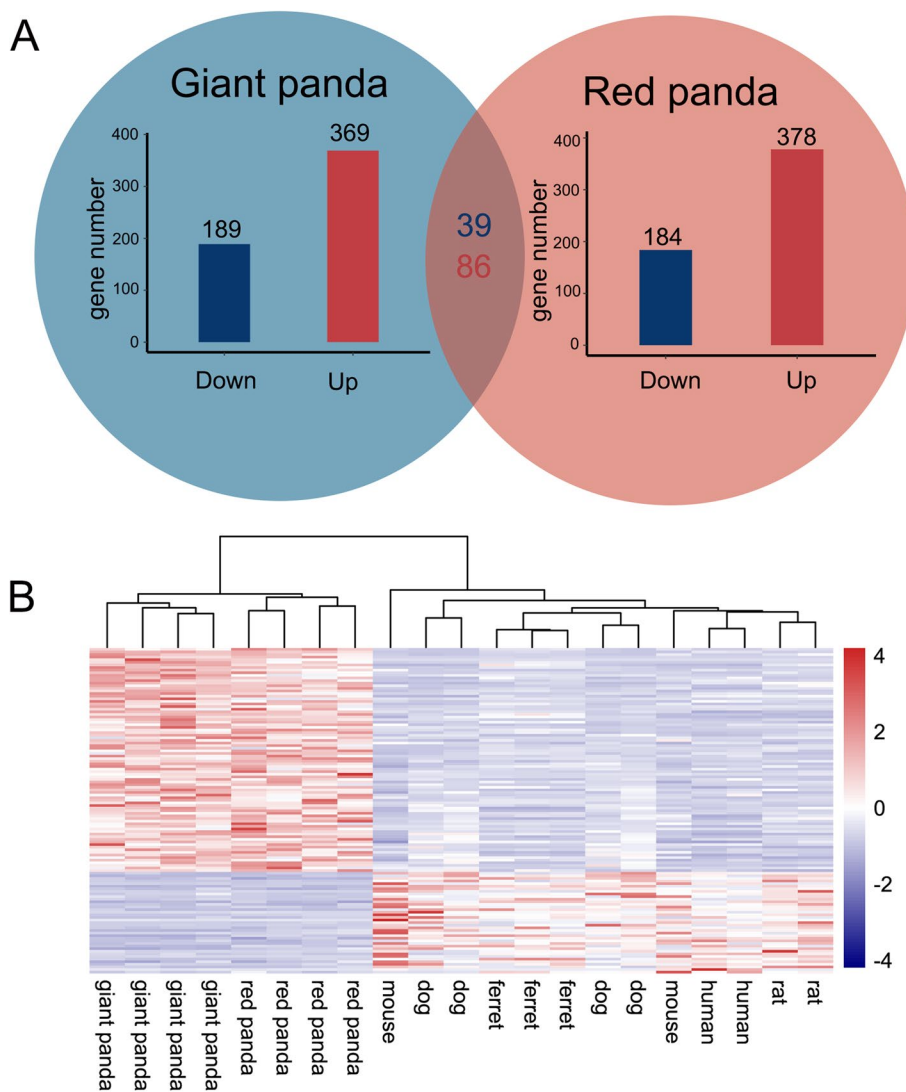 A
Giant panda
Red panda
400
300
200
100
0
gene number
189
369
Down
Up
39
86
400
300
200
100
0
gene number
184
378
Down
Up
B
4
2
0
-2
-4
giant panda
giant panda
giant panda
giant panda
red panda
red panda
red panda
red panda
mouse
dog
dog
ferret
ferret
ferret
dog
dog
mouse
human
human
rat
rat